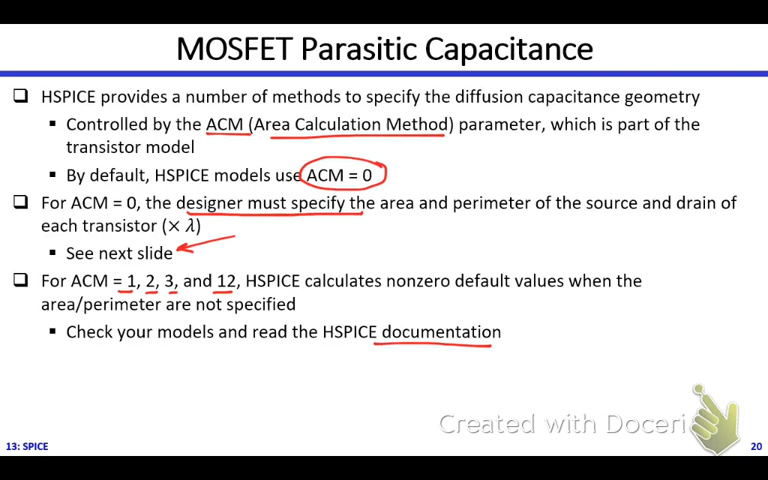 MOSFET Parasitic Capacitance
❑ HSPICE provides a number of methods to specify the diffusion capacitance geometry
▪ Controlled by the ACM (Area Calculation Method) parameter, which is part of the
transistor model
▪ By default, HSPICE models use ACM = 0
❑ For ACM = 0, the designer must specify the area and perimeter of the source and drain of
each transistor (× λ)
▪ See next slide
❑ For ACM = 1, 2, 3, and 12, HSPICE calculates nonzero default values when the
area/perimeter are not specified
▪ Check your models and read the HSPICE documentation
Created with Doceri
13: SPICE
20